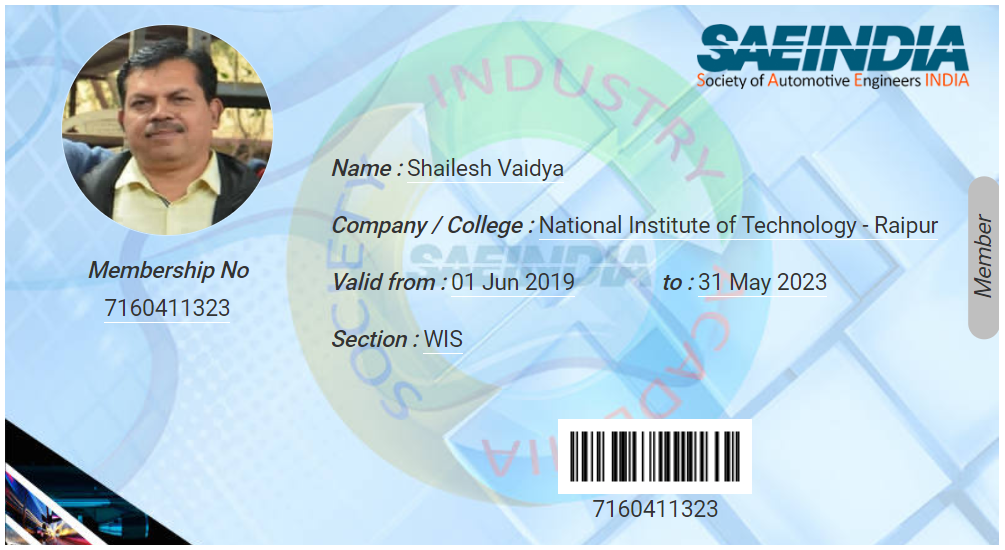 SAEINDIA
Society of Automotive Engineers INDIA
Name : Shailesh Vaidya
Company / College : National Institute of Technology - Raipur
Valid from : 01 Jun 2019 to : 31 May 2023
Section : WIS
Membership No
7160411323
Member
INDUSTRY
ACADEMIA
SOCIETY
SAEINDIA
7160411323